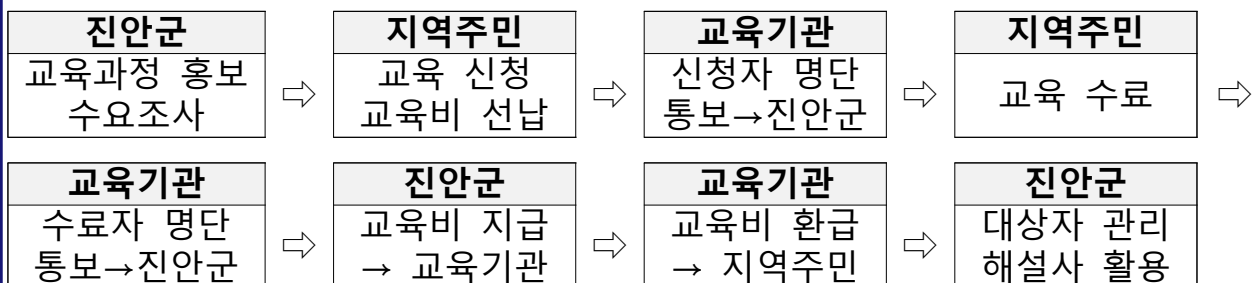 진안군
교육과정 홍보
수요조사
⇨
지역주민
교육 신청
교육비 선납
⇨
교육기관
신청자 명단
통보→진안군
⇨
지역주민
교육 수료
⇨
교육기관
수료자 명단
통보→진안군
⇨
진안군
교육비 지급
→ 교육기관
⇨
교육기관
교육비 환급
→ 지역주민
⇨
진안군
대상자 관리
해설사 활용